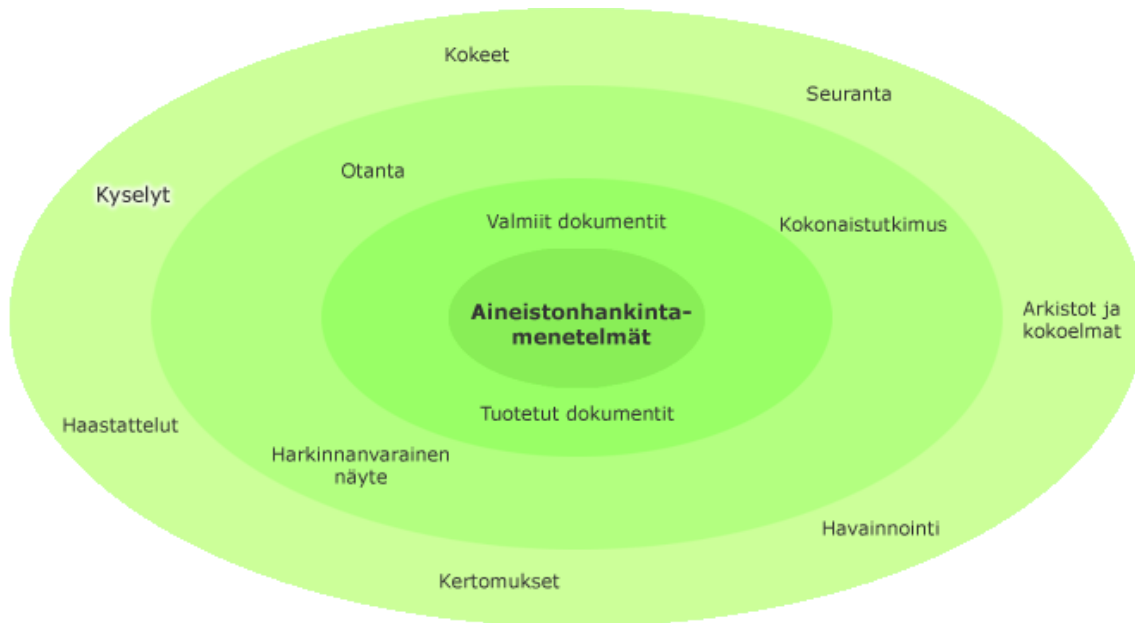 Kokeet
Seuranta
Otanta
Kyselyt
Valmiit dokumentit
Kokonaistutkimus
Aineistonhankinta-
menetelmät
Arkistot ja
kokoelmat
Tuotetut dokumentit
Haastattelut
Harkinnanvarainen
näyte
Havainnointi
Kertomukset